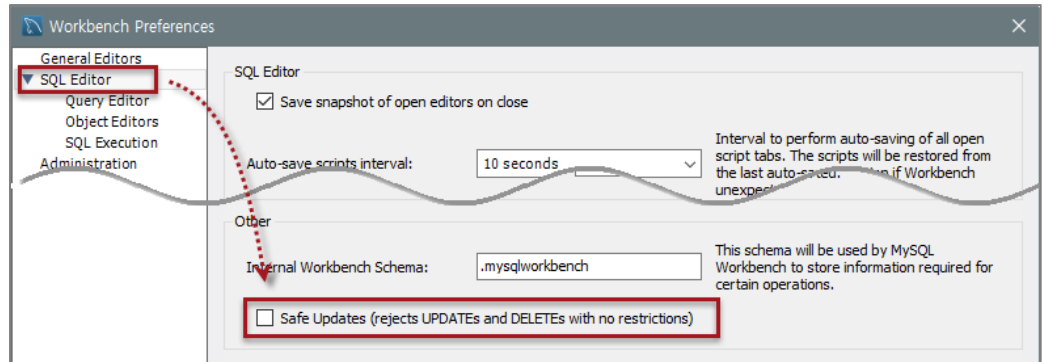 Workbench Preferences
General Editors
SQL Editor
Query Editor
Object Editors
SQL Execution
Administration
SQL Editor
Save snapshot of open editors on close
Auto-save scripts interval:
10 seconds
Interval to perform auto-saving of all open
script tabs. The scripts will be restored from
the last auto-saved. if Workbench
Other
Internal Workbench Schema:
.mysqlworkbench
This schema will be used by MySQL
Workbench to store information required for
certain operations.
Safe Updates (rejects UPDATEs and DELETEs with no restrictions)